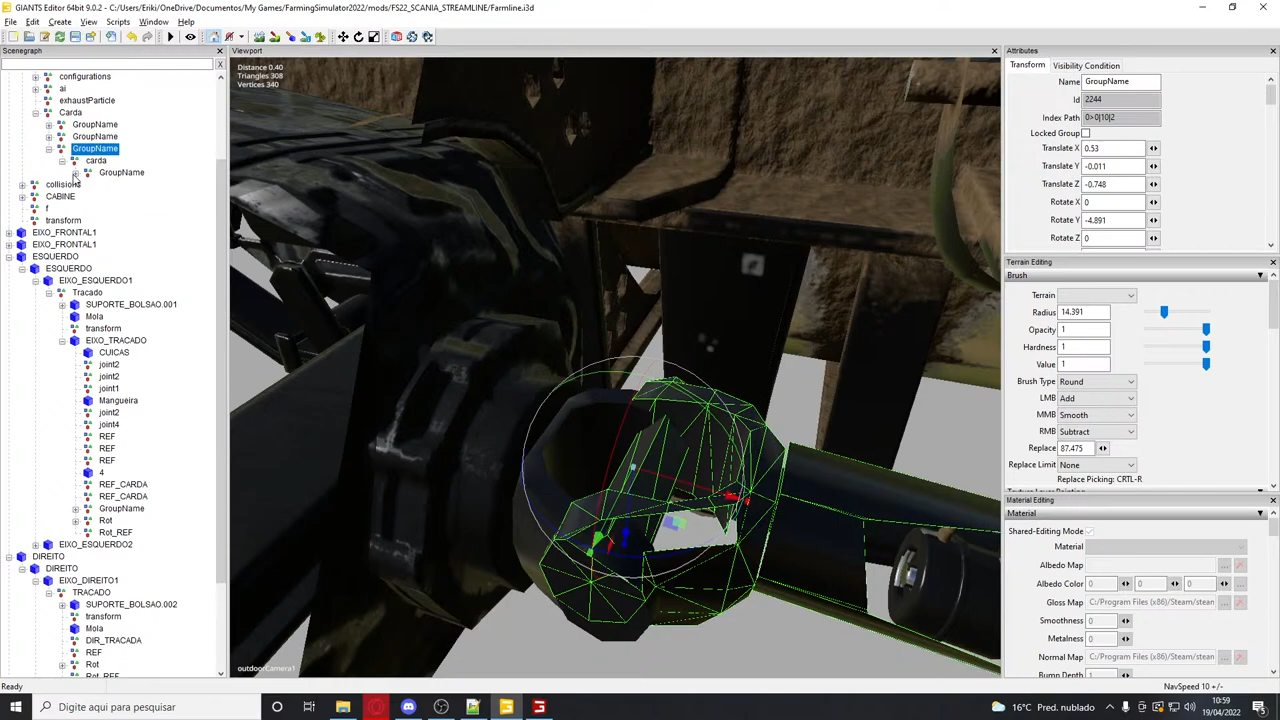 GIANTS Editor 64bit 9.0.2 - C:/Users/Eriki/OneDrive/Documentos/My Games/FarmingSimulator2022/mods/FS22_SCANIA_STREAMLINE/Farmline.i3d
File Edit Create View Scripts Window Help
Scenegraph
configurations
ai
exhaustParticle
Carda
GroupName
GroupName
GroupName
carda
GroupName
collisions
CABINE
f
transform
EIXO_FRONTAL1
EIXO_FRONTAL1
ESQUERDO
ESQUERDO
EIXO_ESQUERDO1
Tracado
SUPORTE_BOLSAO.001
Mola
transform
EIXO_TRACADO
CUICAS
joint2
joint2
joint1
Mangueira
joint2
joint4
REF
REF
REF
4
REF_CARDA
REF_CARDA
GroupName
Rot
Rot_REF
EIXO_ESQUERDO2
DIREITO
DIREITO
EIXO_DIREITO1
TRACADO
SUPORTE_BOLSAO.002
transform
Mola
DIR_TRACADA
REF
Rot
Rot_REF
Viewport
Distance 0.40
Triangles 308
Vertices 340
outdoorCamera1
Attributes
Transform Visibility Condition
Name GroupName
Id 2244
Index Path 0>0|10|2
Locked Group
Translate X 0.53
Translate Y -0.011
Translate Z -0.748
Rotate X 0
Rotate Y -4.891
Rotate Z 0
Terrain Editing
Brush
Terrain
Radius 14.391
Opacity 1
Hardness 1
Value 1
Brush Type Round
LMB Add
MMB Smooth
RMB Subtract
Replace 87.475
Replace Limit None
Replace Picking: CRTL-R
Material Editing
Material
Shared-Editing Mode
Material
Albedo Map
Albedo Color 0 0 0
Gloss Map C:/Program Files (x86)/Steam/stean
Smoothness 0
Metalness 0
Normal Map C:/Program Files (x86)/Steam/stean
Bump Depth
Ready
NavSpeed 10 +/-
Digite aqui para pesquisar
16°C Pred. nublado
10:59
19/04/2022